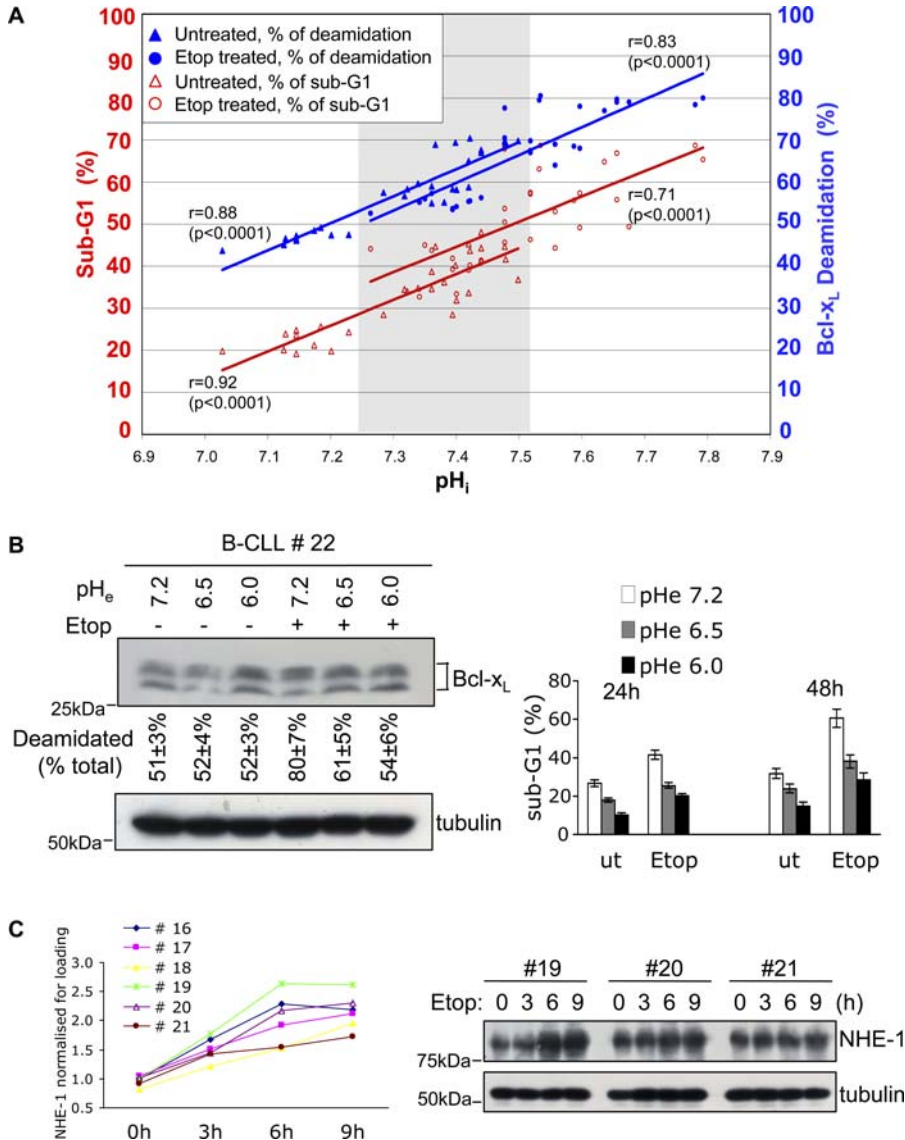 A
Untreated, % of deamidation
Etop treated, % of deamidation
Untreated, % of sub-G1
Etop treated, % of sub-G1
r=0.83
(p<0.0001)
r=0.71
(p<0.0001)
r=0.88
(p<0.0001)
r=0.92
(p<0.0001)
Sub-G1 (%)
100
90
80
70
60
50
40
30
20
10
0
Bcl-xL Deamidation (%)
100
90
80
70
60
50
40
30
20
10
0
6.9 7.0 7.1 7.2 7.3 7.4 7.5 7.6 7.7 7.8 7.9
pHi
B
B-CLL # 22
pHe 7.2 6.5 6.0 7.2 6.5 6.0
Etop - - - + + +
Bcl-xL
25kDa
Deamidated
(% total)
51±3% 52±4% 52±3% 80±7% 61±5% 54±6%
tubulin
50kDa
pHe 7.2
pHe 6.5
pHe 6.0
24h 48h
sub-G1 (%)
80
60
40
20
0
ut Etop ut Etop
C
# 16
# 17
# 18
# 19
# 20
# 21
NHE-1 normalised for loading
3.0
2.5
2.0
1.5
1.0
0.5
0h 3h 6h 9h
#19 #20 #21
Etop: 0 3 6 9 0 3 6 9 0 3 6 9 (h)
NHE-1
75kDa
tubulin
50kDa